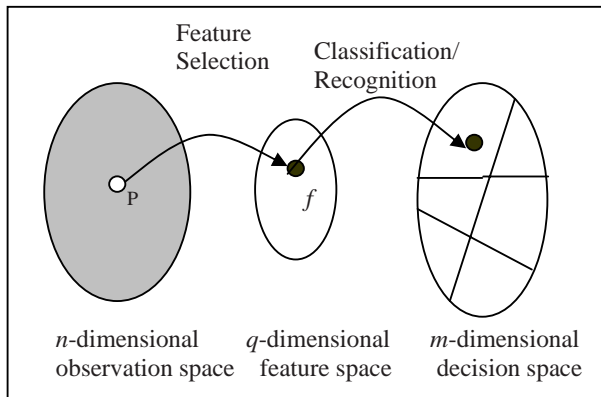 Feature
Selection
Classification/
Recognition
P
f
n-dimensional
observation space
q-dimensional
feature space
m-dimensional
decision space